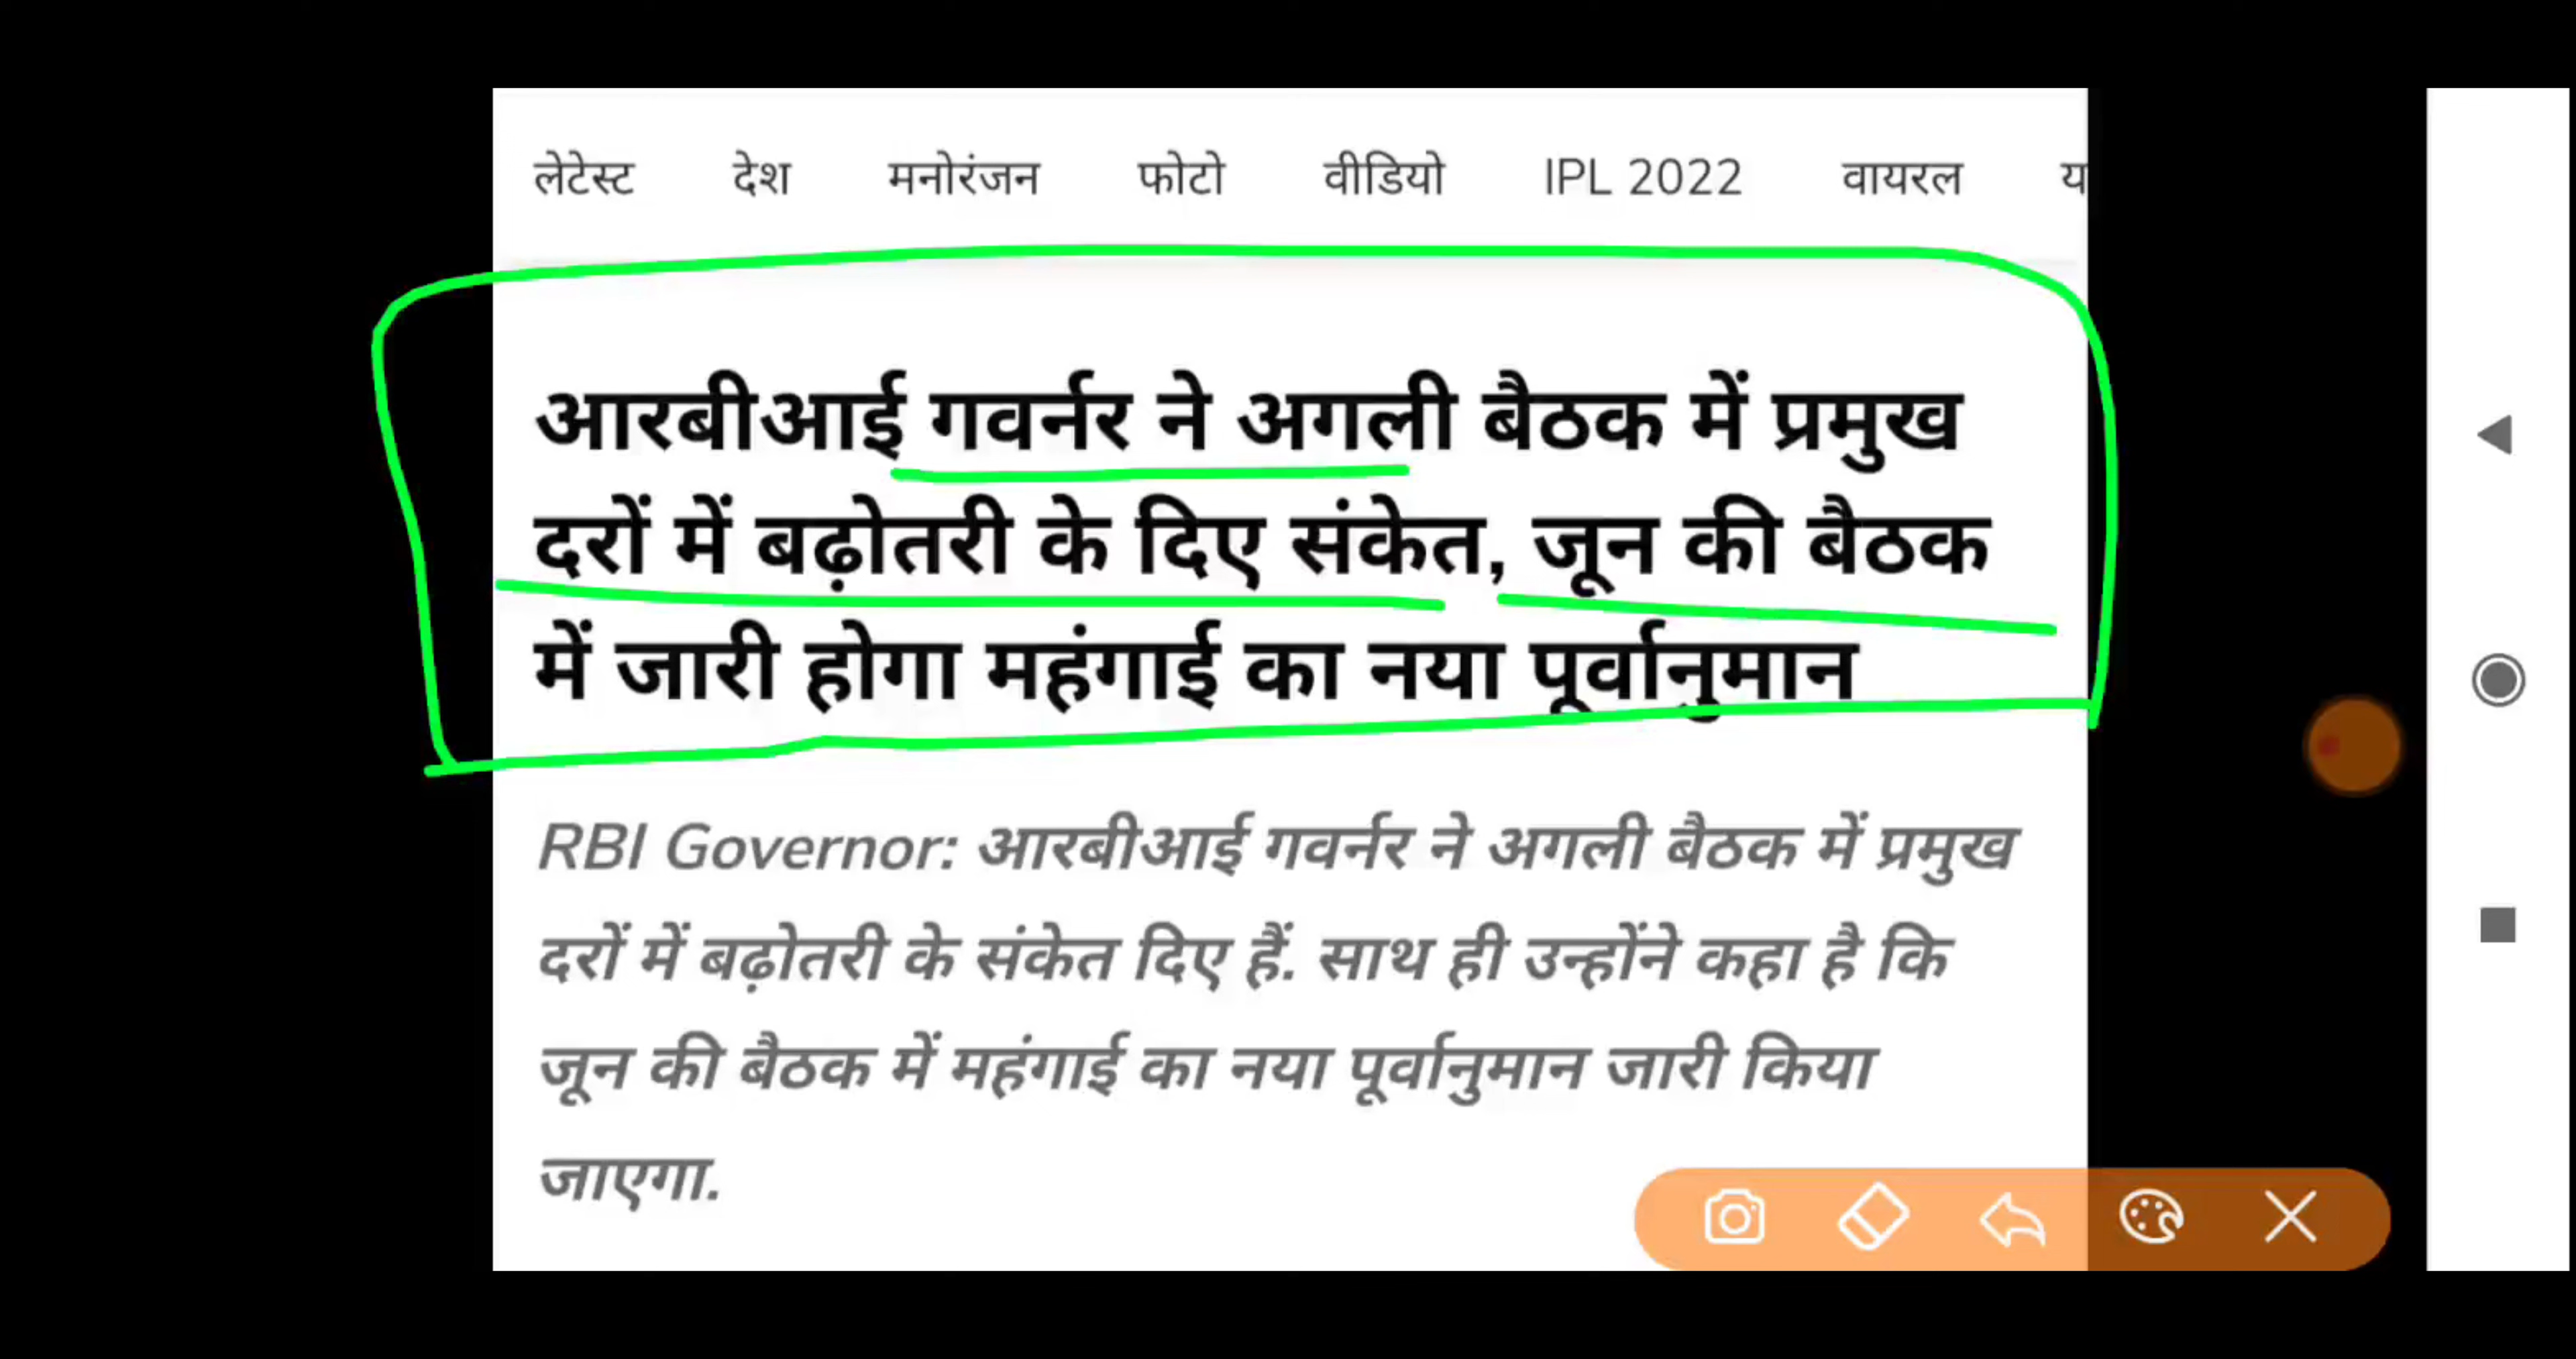 लेटेस्ट देश मनोरंजन फोटो वीडियो IPL 2022 वायरल य
आरबीआई गवर्नर ने अगली बैठक में प्रमुख
दरों में बढ़ोतरी के दिए संकेत, जून की बैठक
में जारी होगा महंगाई का नया पूर्वानुमान
RBI Governor: आरबीआई गवर्नर ने अगली बैठक में प्रमुख
दरों में बढ़ोतरी के संकेत दिए हैं. साथ ही उन्होंने कहा है कि
जून की बैठक में महंगाई का नया पूर्वानुमान जारी किया
जाएगा.